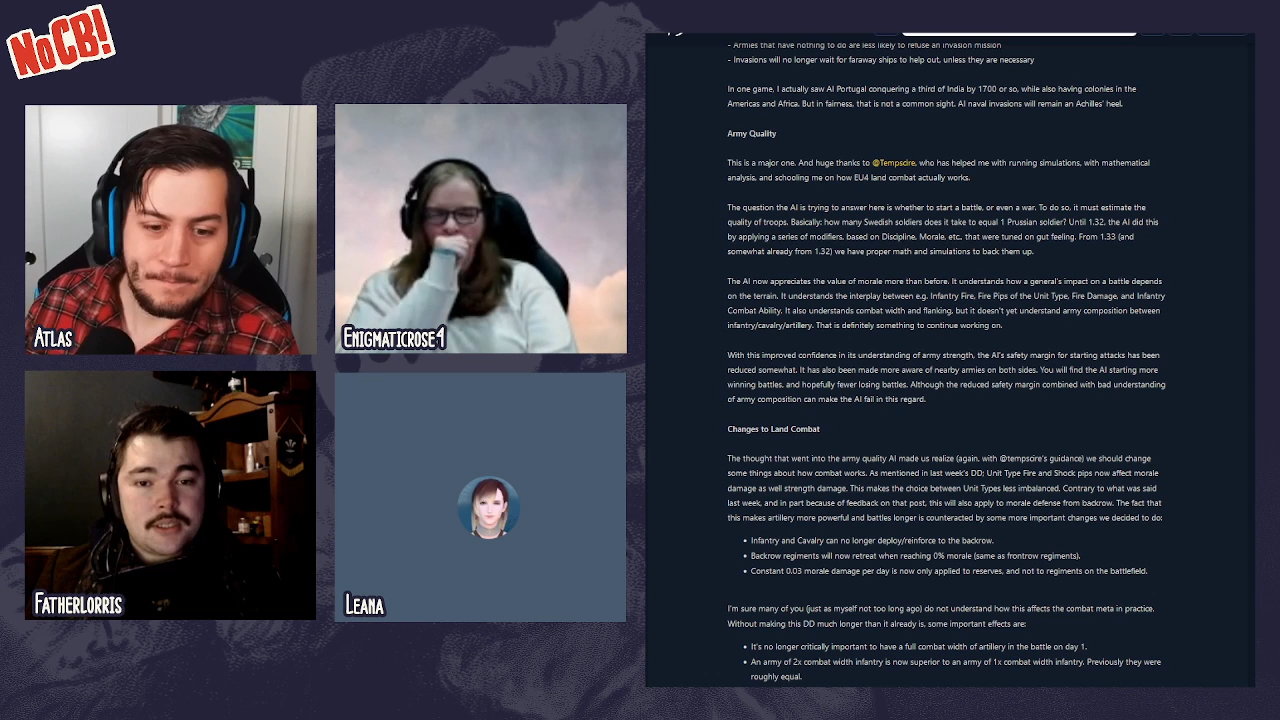 NoCB!
Atlas
Enigmaticrose4
Fatherlorris
Leana
- Armies that have nothing to do are less likely to refuse an invasion mission
- Invasions will no longer wait for faraway ships to help out, unless they are necessary
In one game, I actually saw AI Portugal conquering a third of India by 1700 or so, while also having colonies in the
Americas and Africa. But in fairness, that is not a common sight. AI naval invasions will remain an Achilles' heel.
Army Quality
This is a major one. And huge thanks to @Tempscire, who has helped me with running simulations, with mathematical
analysis, and schooling me on how EU4 land combat actually works.
The question the AI is trying to answer here is whether to start a battle, or even a war. To do so, it must estimate the
quality of troops. Basically: how many Swedish soldiers does it take to equal 1 Prussian soldier? Until 1.32, the AI did this
by applying a series of modifiers, based on Discipline, Morale, etc. that were tuned on gut feeling. From 1.33 (and
somewhat already from 1.32) we have proper math and simulations to back them up.
The AI now appreciates the value of morale more than before. It understands how a general's impact on a battle depends
on the terrain. It understands the interplay between e.g. Infantry Fire, Fire Pips of the Unit Type, Fire Damage, and Infantry
Combat Ability. It also understands combat width and flanking, but it doesn't yet understand army composition between
infantry/cavalry/artillery. That is definitely something to continue working on.
With this improved confidence in its understanding of army strength, the AI's safety margin for starting attacks has been
reduced somewhat. It has also been made more aware of nearby armies on both sides. You will find the AI starting more
winning battles, and hopefully fewer losing battles. Although the reduced safety margin combined with bad understanding
of army composition can make the AI fail in this regard.
Changes to Land Combat
The thought that went into the army quality AI made us realize (again, with @tempscire's guidance) we should change
some things about how combat works. As mentioned in last week's DD; Unit Type Fire and Shock pips now affect morale
damage as well strength damage. This makes the choice between Unit Types less imbalanced. Contrary to what was said
last week, and in part because of feedback on that post, this will also apply to morale defense from backrow. The fact that
this makes artillery more powerful and battles longer is counteracted by some more important changes we decided to do:
• Infantry and Cavalry can no longer deploy/reinforce to the backrow.
• Backrow regiments will now retreat when reaching 0% morale (same as frontrow regiments).
• Constant 0.03 morale damage per day is now only applied to reserves, and not to regiments on the battlefield.
I'm sure many of you (just as myself not too long ago) do not understand how this affects the combat meta in practice.
Without making this DD much longer than it already is, some important effects are:
• It's no longer critically important to have a full combat width of artillery in the battle on day 1.
• An army of 2x combat width infantry is now superior to an army of 1x combat width infantry. Previously they were
roughly equal.